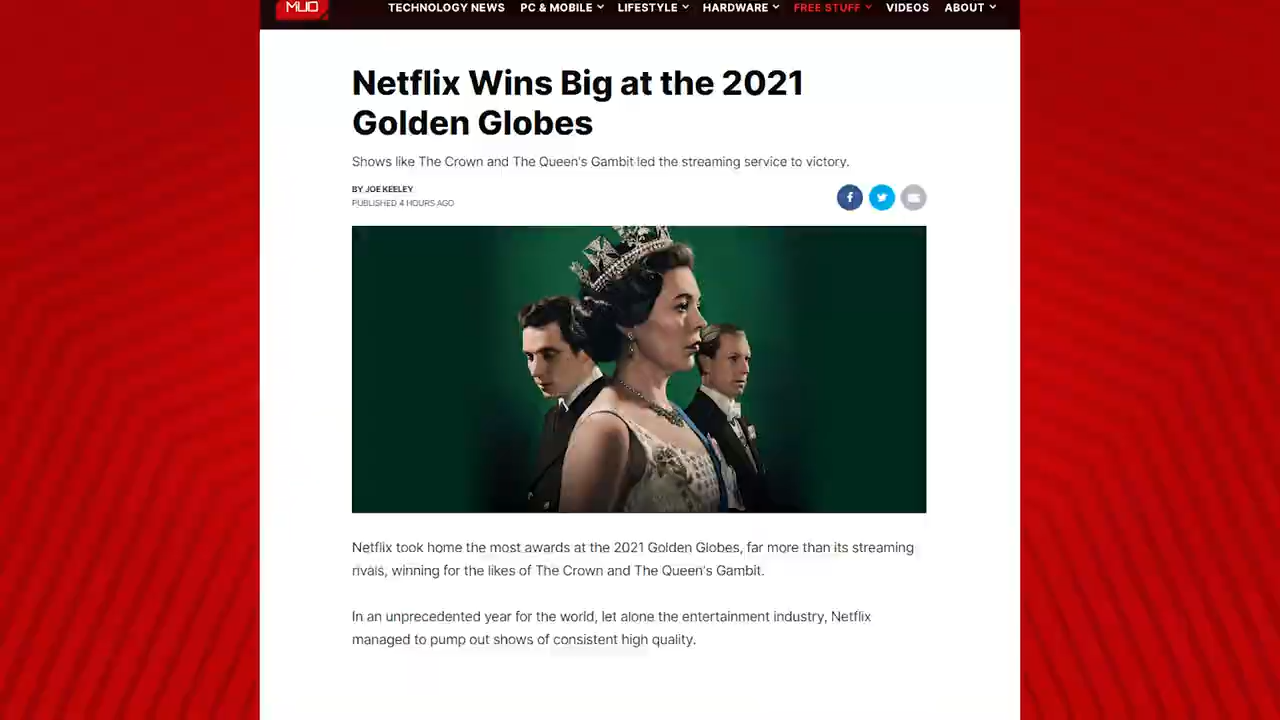 MUO
TECHNOLOGY NEWS PC & MOBILE LIFESTYLE HARDWARE FREE STUFF VIDEOS ABOUT
Netflix Wins Big at the 2021
Golden Globes
Shows like The Crown and The Queen's Gambit led the streaming service to victory.
BY JOE KEELEY
PUBLISHED 4 HOURS AGO
Netflix took home the most awards at the 2021 Golden Globes, far more than its streaming
rivals, winning for the likes of The Crown and The Queen's Gambit.
In an unprecedented year for the world, let alone the entertainment industry, Netflix
managed to pump out shows of consistent high quality.